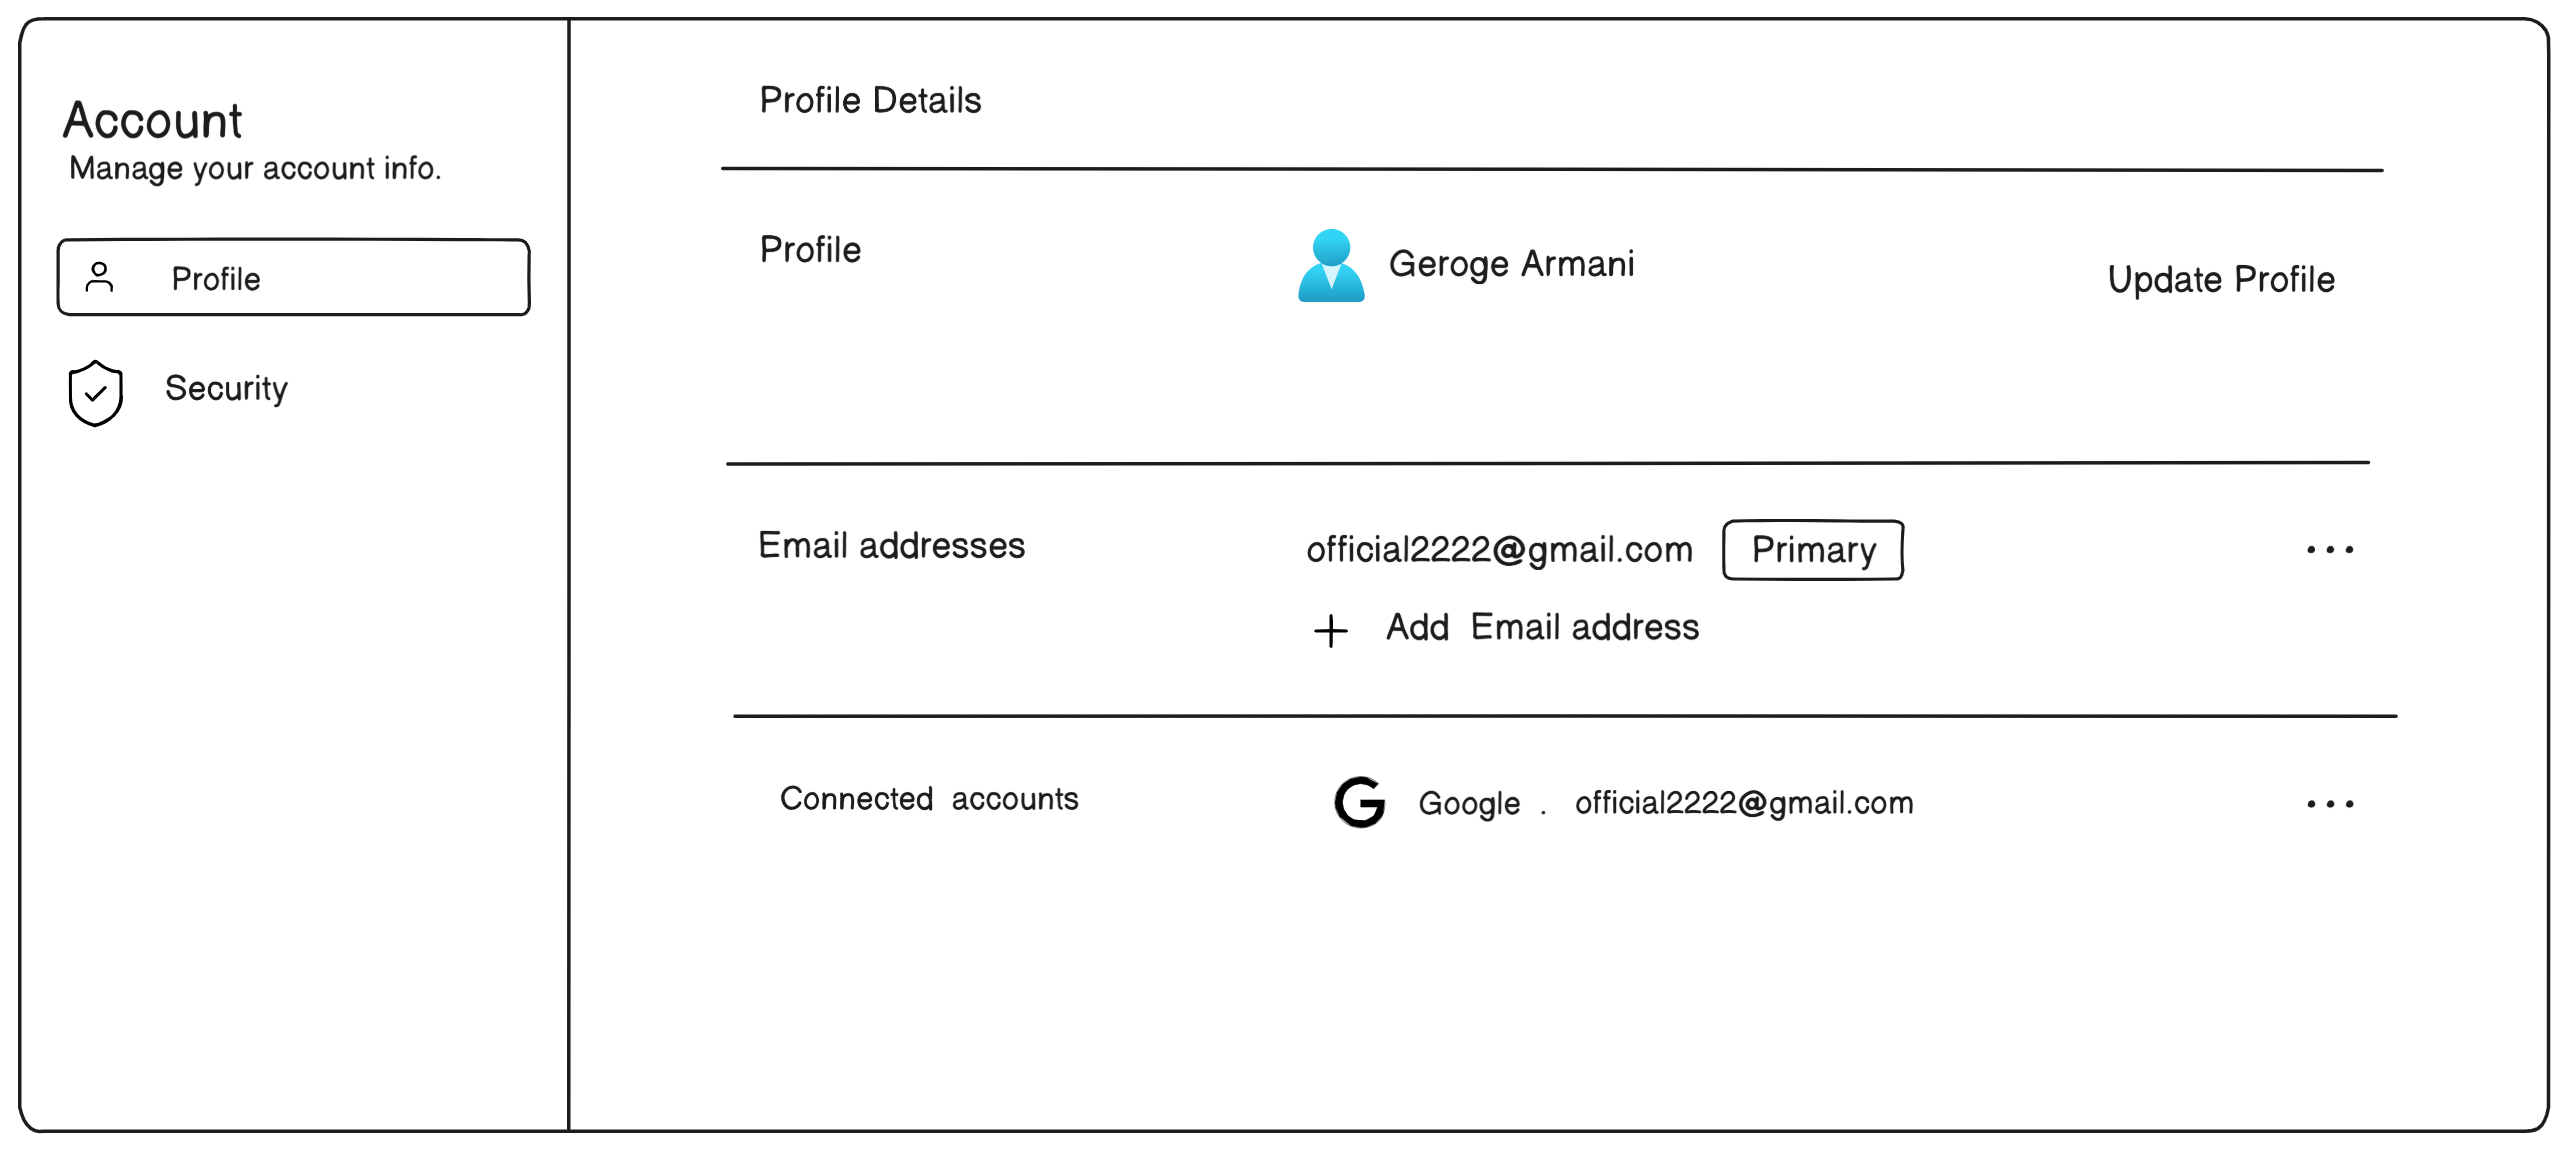 Account
Manage your account info.
Profile
Security
Profile Details
Profile
Geroge Armani
Update Profile
Email addresses
official2222@gmail.com
Primary
...
+ Add Email address
Connected accounts
G
Google . official2222@gmail.com
...